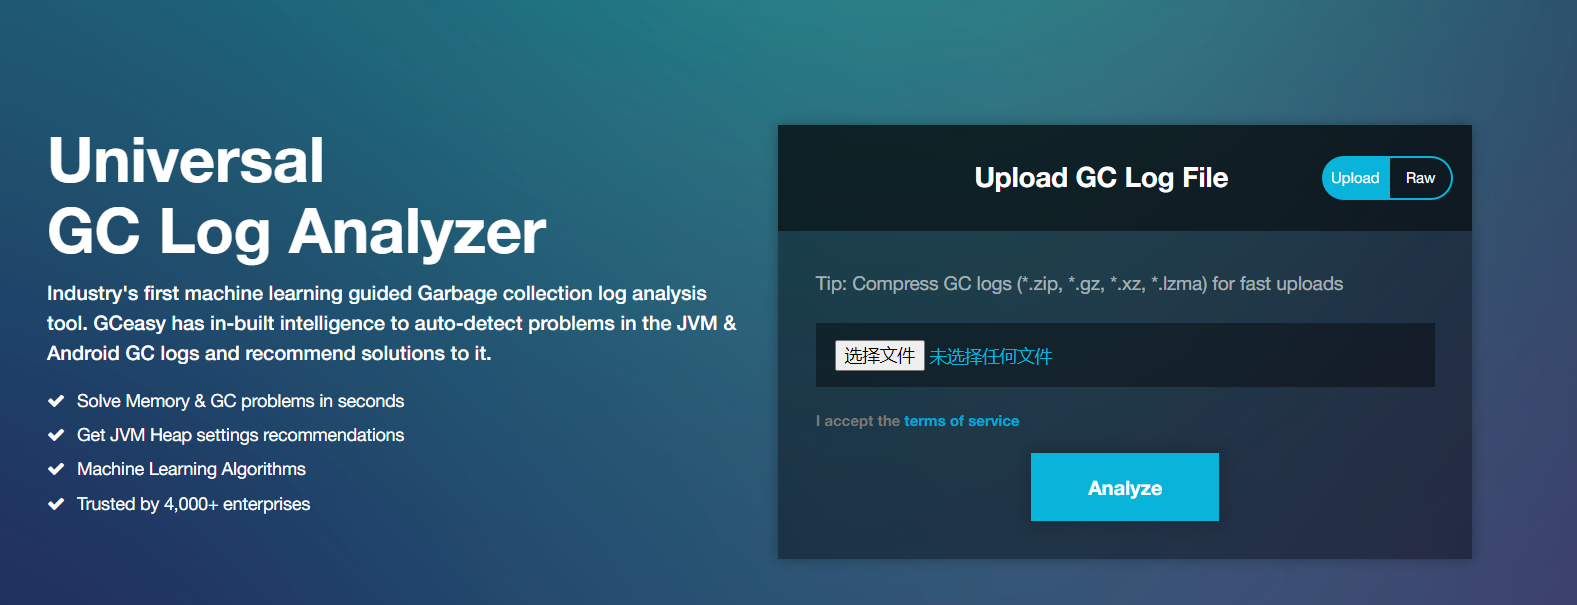 Universal
GC Log Analyzer
Industry's first machine learning guided Garbage collection log analysis
tool. GCeasy has in-built intelligence to auto-detect problems in the JVM &
Android GC logs and recommend solutions to it.
Solve Memory & GC problems in seconds
Get JVM Heap settings recommendations
Machine Learning Algorithms
Trusted by 4,000+ enterprises
Upload GC Log File
Upload Raw
Tip: Compress GC logs (*.zip, *.gz, *.xz, *.lzma) for fast uploads
选择文件 未选择任何文件
I accept the terms of service
Analyze